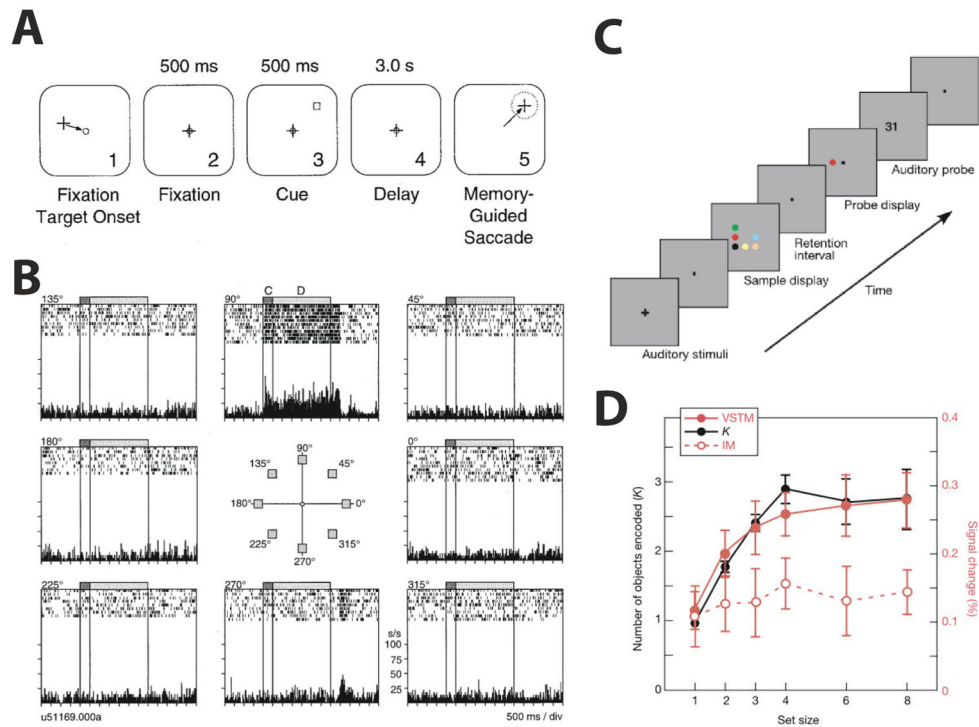 A
500 ms
500 ms
3.0 s
1
2
3
4
5
Fixation
Target Onset
Fixation
Cue
Delay
Memory-
Guided
Saccade
B
135°
90°
C
D
45°
180°
0°
90°
135°
45°
180°
0°
225°
315°
270°
225°
270°
315°
s/s
100
75
50
25
u51169.000a
500 ms / div
C
31
Auditory probe
Probe display
Retention
interval
Sample display
Auditory stimuli
Time
D
VSTM
K
IM
Number of objects encoded (K)
3
2
1
0
0.4
0.3
0.2
0.1
0
Signal change (%)
1
2
3
4
6
8
Set size